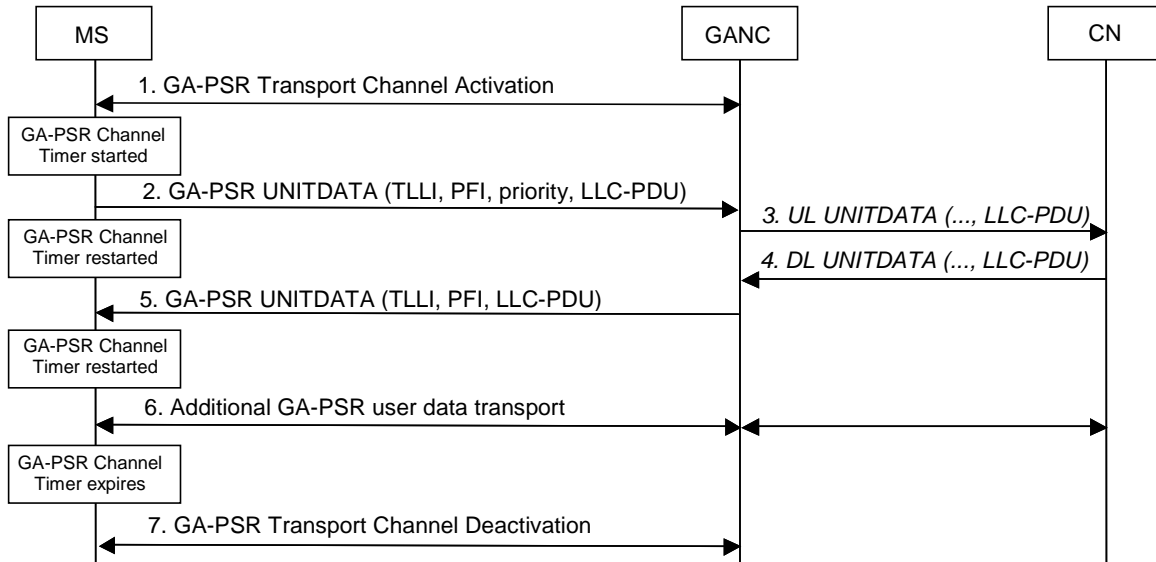 MS
GANC
CN
1. GA-PSR Transport Channel Activation
GA-PSR Channel
Timer started
2. GA-PSR UNITDATA (TLLI, PFI, priority, LLC-PDU)
3. UL UNITDATA (..., LLC-PDU)
GA-PSR Channel
Timer restarted
4. DL UNITDATA (..., LLC-PDU)
5. GA-PSR UNITDATA (TLLI, PFI, LLC-PDU)
GA-PSR Channel
Timer restarted
6. Additional GA-PSR user data transport
GA-PSR Channel
Timer expires
7. GA-PSR Transport Channel Deactivation